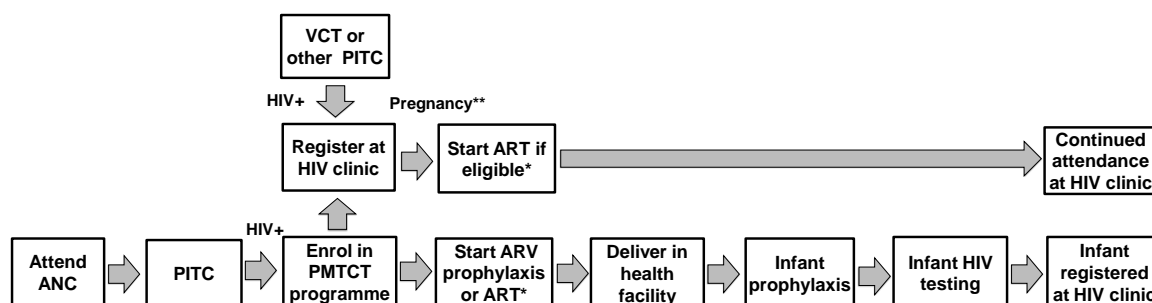 VCT or
other PITC
HIV+
Pregnancy**
Register at
HIV clinic
Start ART if
eligible*
Continued
attendance
at HIV clinic
HIV+
Attend
ANC
PITC
Enrol in
PMTCT
programme
Start ARV
prophylaxis
or ART*
Deliver in
health
facility
Infant
prophylaxis
Infant HIV
testing
Infant
registered
at HIV clinic